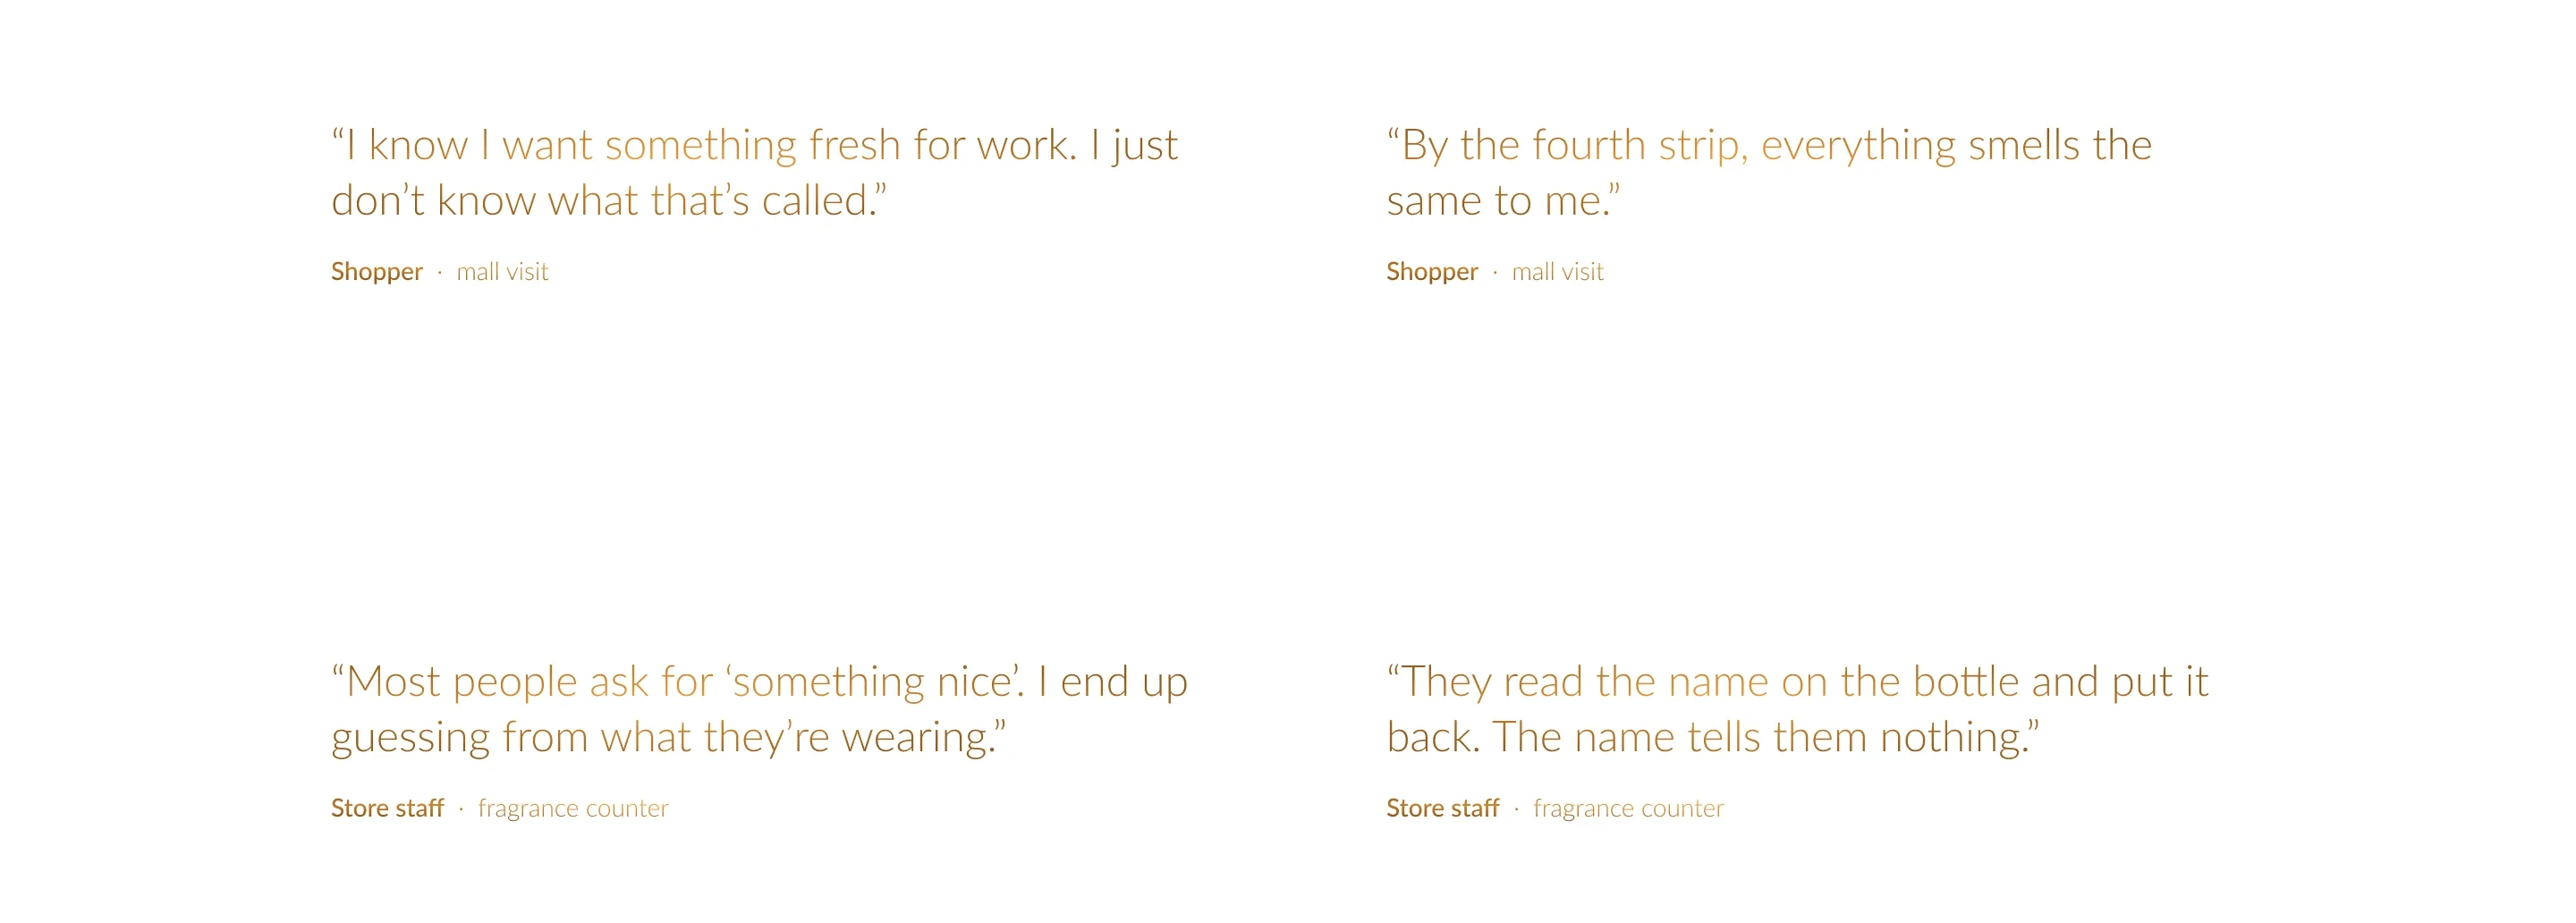 “I know I want something fresh for work. I just
don’t know what that’s called.”
Shopper · mall visit
“By the fourth strip, everything smells the
same to me.”
Shopper · mall visit
“Most people ask for ‘something nice’. I end up
guessing from what they’re wearing.”
Store staff · fragrance counter
“They read the name on the bottle and put it
back. The name tells them nothing.”
Store staff · fragrance counter